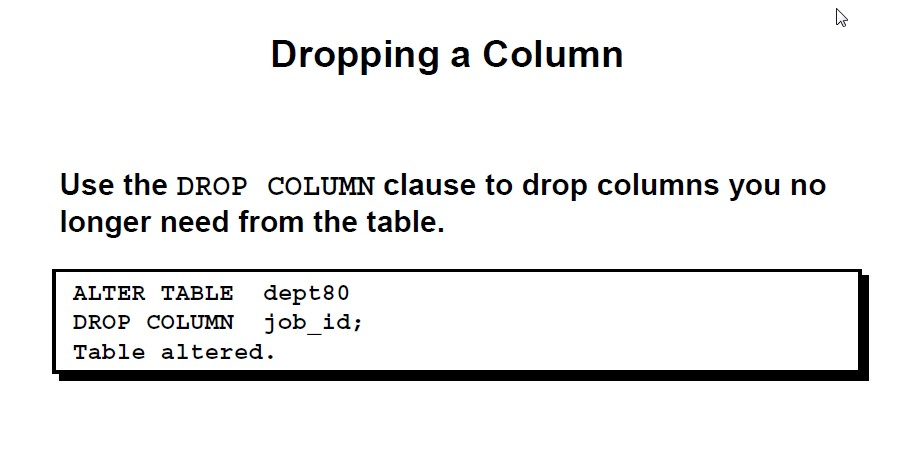 Dropping a Column
Use the DROP COLUMN clause to drop columns you no
longer need from the table.
ALTER TABLE  dept80
DROP COLUMN  job_id;
Table altered.